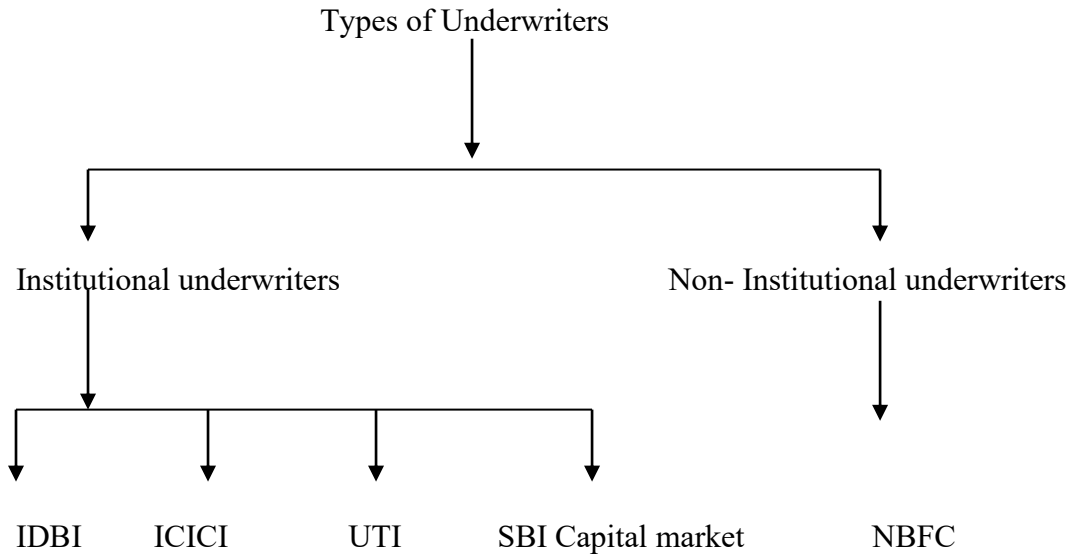 Types of Underwriters
Institutional underwriters Non- Institutional underwriters
IDBI ICICI UTI SBI Capital market NBFC